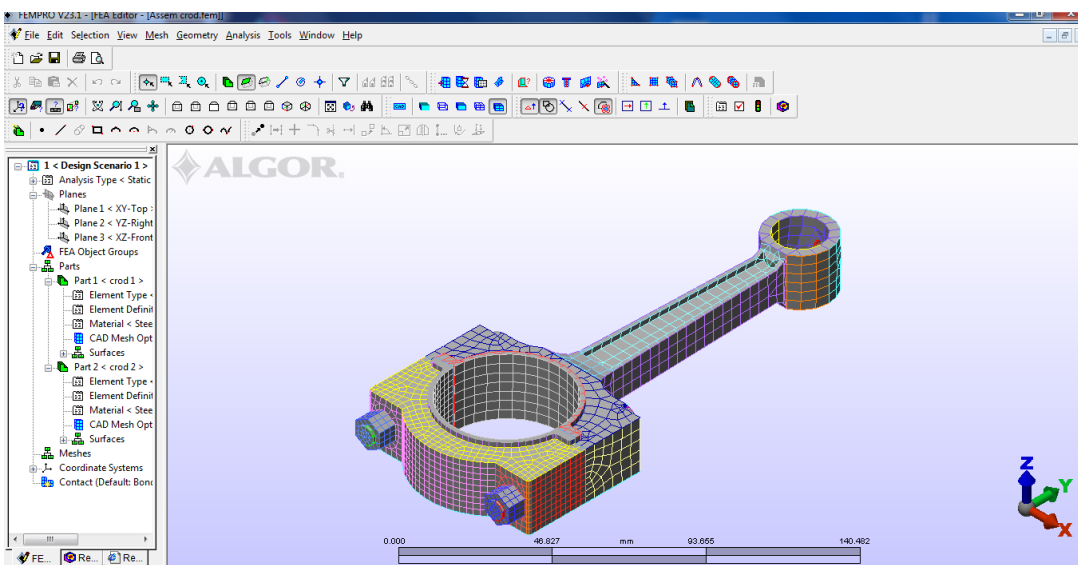 FEMPRO V23.1 - [FEA Editor - [Assem crod.fem]]
File Edit Selection View Mesh Geometry Analysis Tools Window Help
1 < Design Scenario 1 >
Analysis Type < Static
Planes
Plane 1 < XY-Top >
Plane 2 < YZ-Right
Plane 3 < XZ-Front
FEA Object Groups
Parts
Part 1 < crod 1 >
Element Type <
Element Definit
Material < Stee
CAD Mesh Opt
Surfaces
Part 2 < crod 2 >
Element Type <
Element Definit
Material < Stee
CAD Mesh Opt
Surfaces
Meshes
Coordinate Systems
Contact (Default: Bond
FE... Re... Re...
ALGOR.
Z
Y
X
0.000 46.827 mm 93.655 140.482